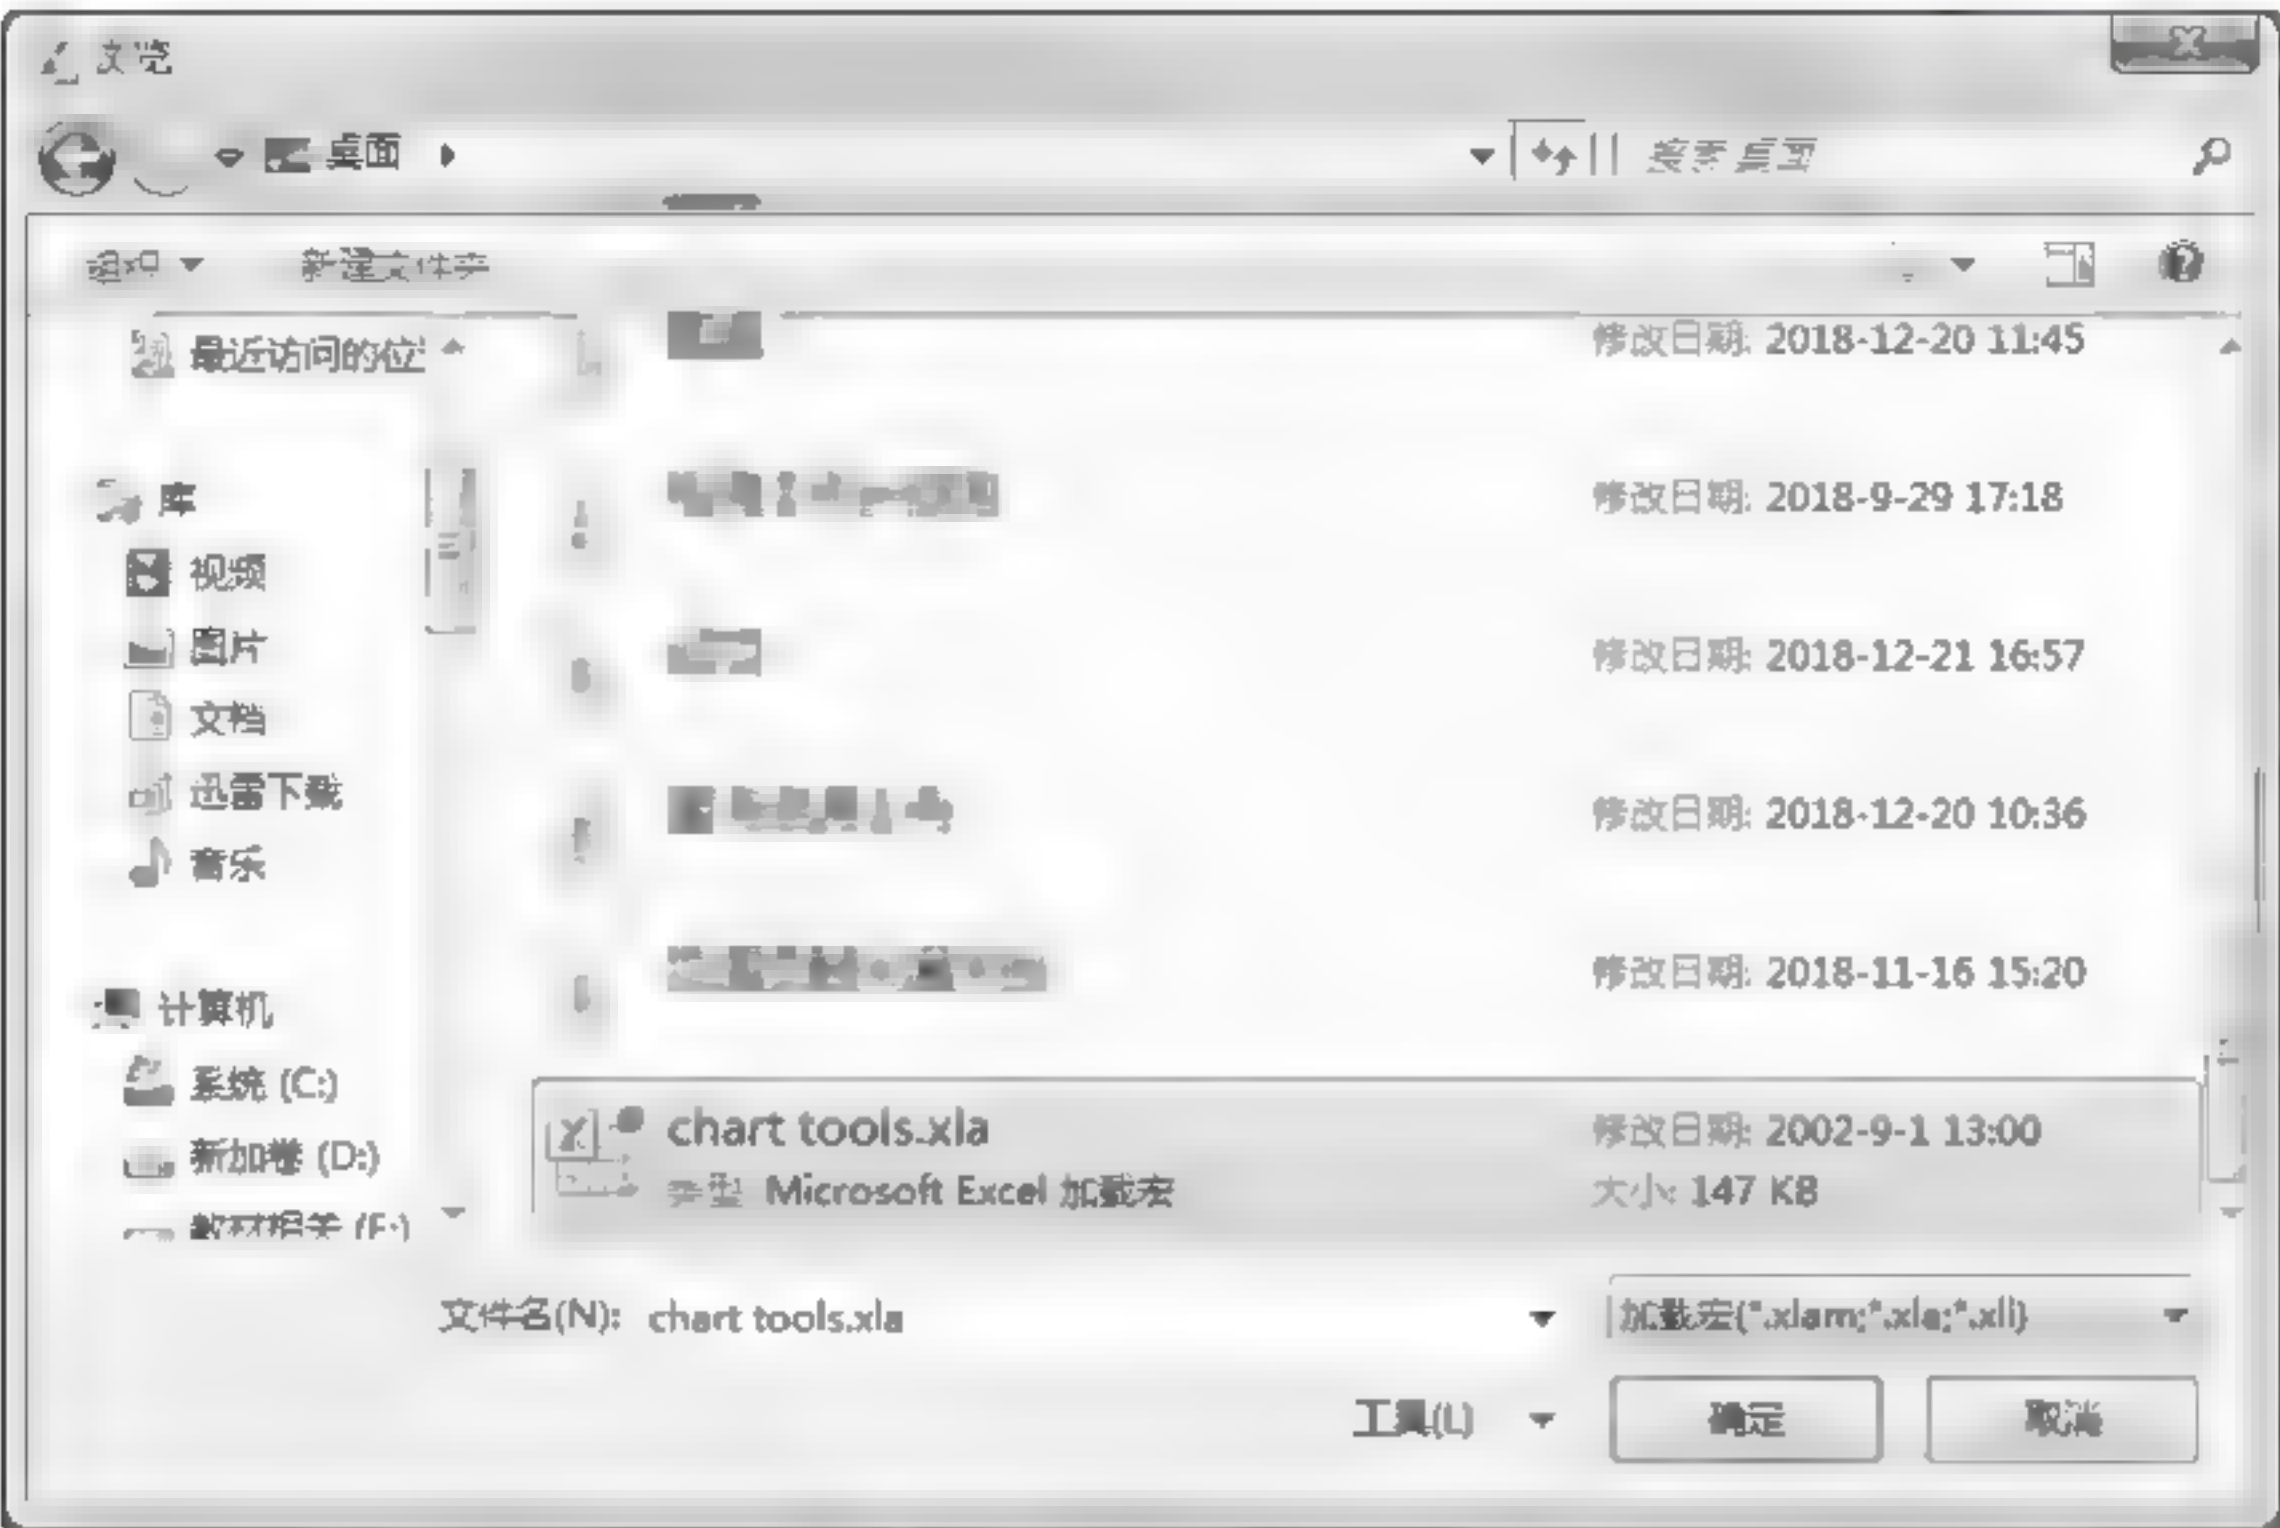 浏览
桌面
搜索 桌面
组织
新建文件夹
最近访问的位
修改日期: 2018-12-20 11:45
库
修改日期: 2018-9-29 17:18
视频
图片
修改日期: 2018-12-21 16:57
文档
迅雷下载
修改日期: 2018-12-20 10:36
音乐
修改日期: 2018-11-16 15:20
计算机
系统 (C:)
chart tools.xla
修改日期: 2002-9-1 13:00
新加卷 (D:)
类型: Microsoft Excel 加载宏
大小: 147 KB
教材相关
文件名(N): chart tools.xla
加载宏(*.xlam;*.xla;*.xll)
工具(L)
确定
取消